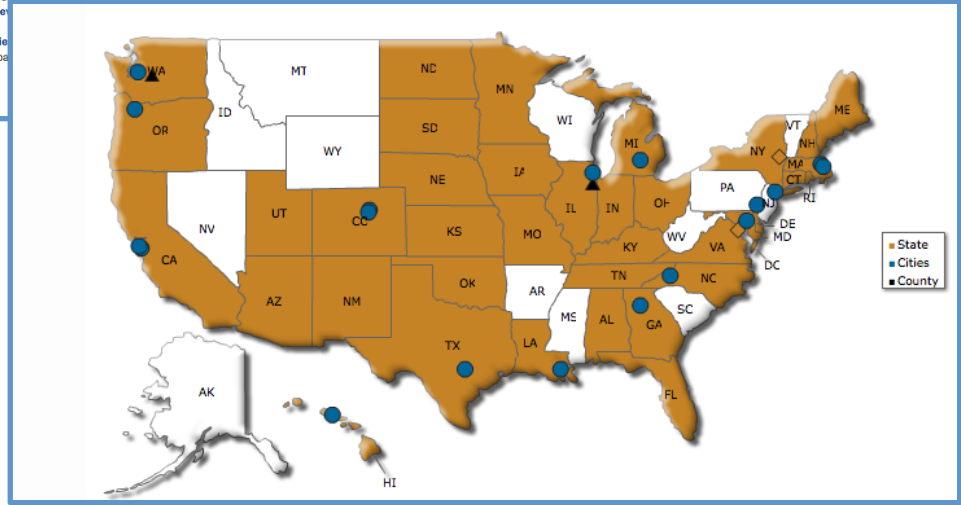 WA
MT
ND
MN
ME
ID
OR
SD
WI
MI
VT
NH
NY
MA
CT
RI
WY
NE
IA
PA
NJ
NV
UT
CO
IL
IN
OH
DE
MD
DC
KS
MO
WV
VA
KY
CA
AZ
NM
OK
AR
TN
NC
SC
MS
AL
GA
TX
LA
FL
AK
HI
State
Cities
County